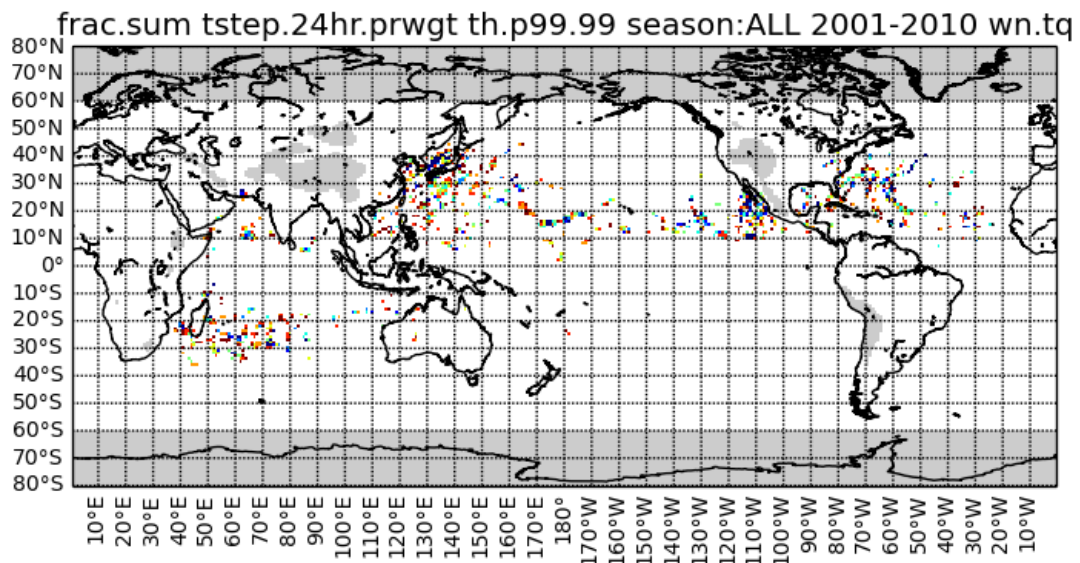 frac.sum tstep.24hr.prwgt th.p99.99 season:ALL 2001-2010 wn.tq
80°N
70°N
60°N
50°N
40°N
30°N
20°N
10°N
0°
10°S
20°S
30°S
40°S
50°S
60°S
70°S
80°S
10°E
20°E
30°E
40°E
50°E
60°E
70°E
80°E
90°E
100°E
110°E
120°E
130°E
140°E
150°E
160°E
170°E
180°
170°W
160°W
150°W
140°W
130°W
120°W
110°W
100°W
90°W
80°W
70°W
60°W
50°W
40°W
30°W
20°W
10°W